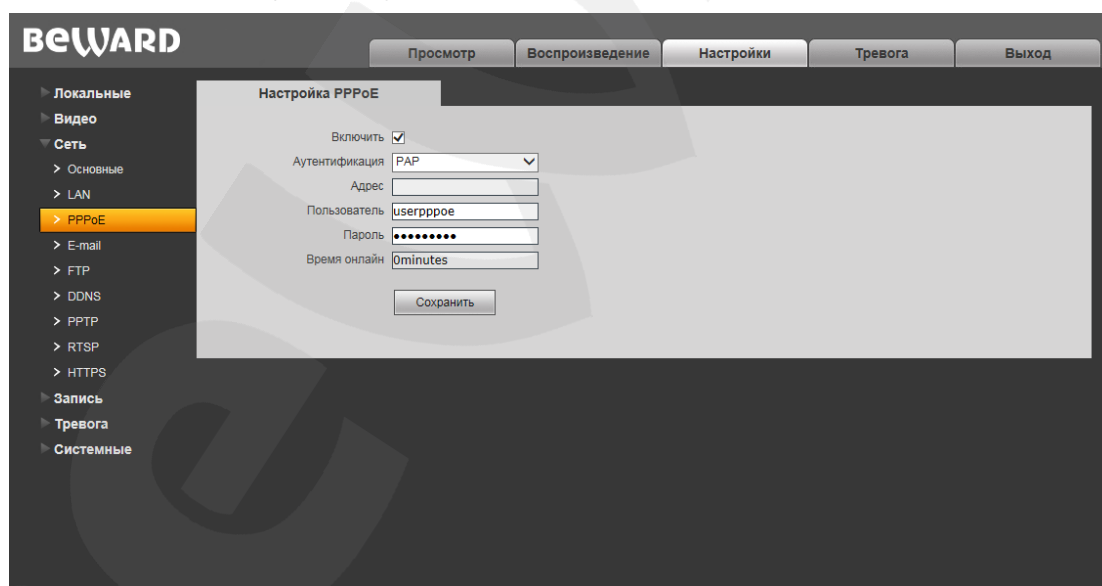 BEWARD
Просмотр
Воспроизведение
Настройки
Тревога
Выход
Локальные
Видео
Сеть
> Основные
> LAN
> PPPoE
> E-mail
> FTP
> DDNS
> PPTP
> RTSP
> HTTPS
Запись
Тревога
Системные
Настройка PPPoE
Включить
Аутентификация PAP
Адрес
Пользователь userpppoe
Пароль •••••••••
Время онлайн 0minutes
Сохранить